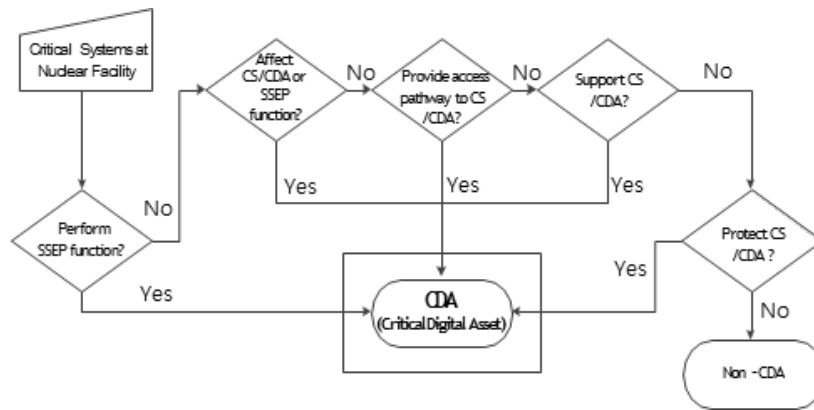 Critical Systems at
Nuclear Facility
Affect
CS/CDA or
SSEP
function?
No
Provide access
pathway to CS
/CDA?
No
Support CS
/CDA?
No
Yes
Yes
Yes
Perform
SSEP function?
No
Yes
Protect CS
/CDA ?
Yes
No
CDA
(Critical Digital Asset)
Non -CDA